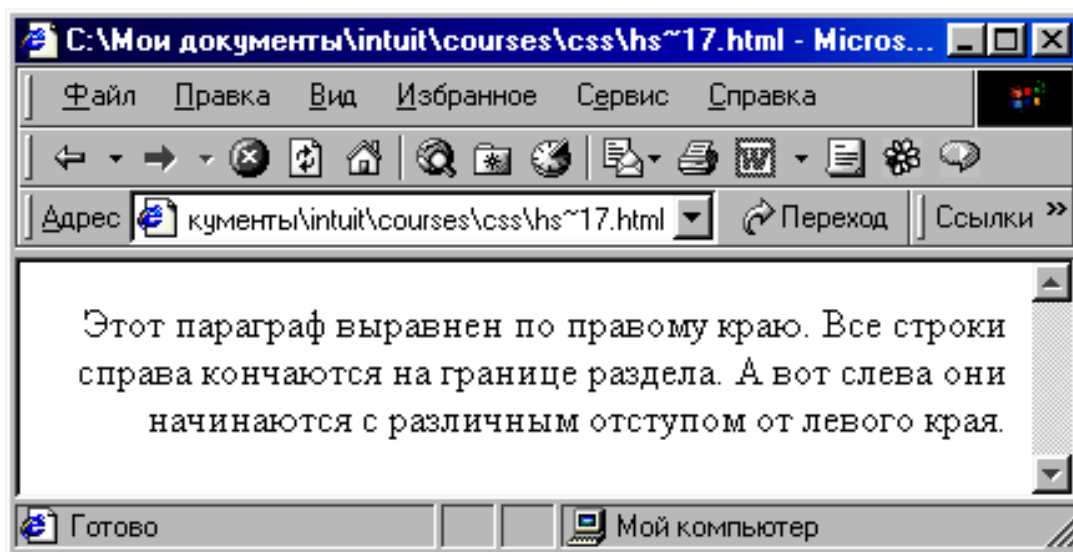 C:\Мои документы\intuit\courses\css\hs~17.html - Micros...
Файл Правка Вид Избранное Сервис Справка
Адрес кументы\intuit\courses\css\hs~17.html Переход Ссылки »
Этот параграф выравнен по правому краю. Все строки
справа кончаются на границе раздела. А вот слева они
начинаются с различным отступом от левого края.
Готово Мой компьютер